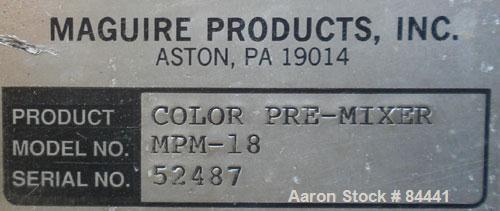 MAGUIRE PRODUCTS, INC.
ASTON, PA 19014
PRODUCT COLOR PRE-MIXER
MODEL NO. MPM-18
SERIAL NO. 52487
Aaron Stock # 84441